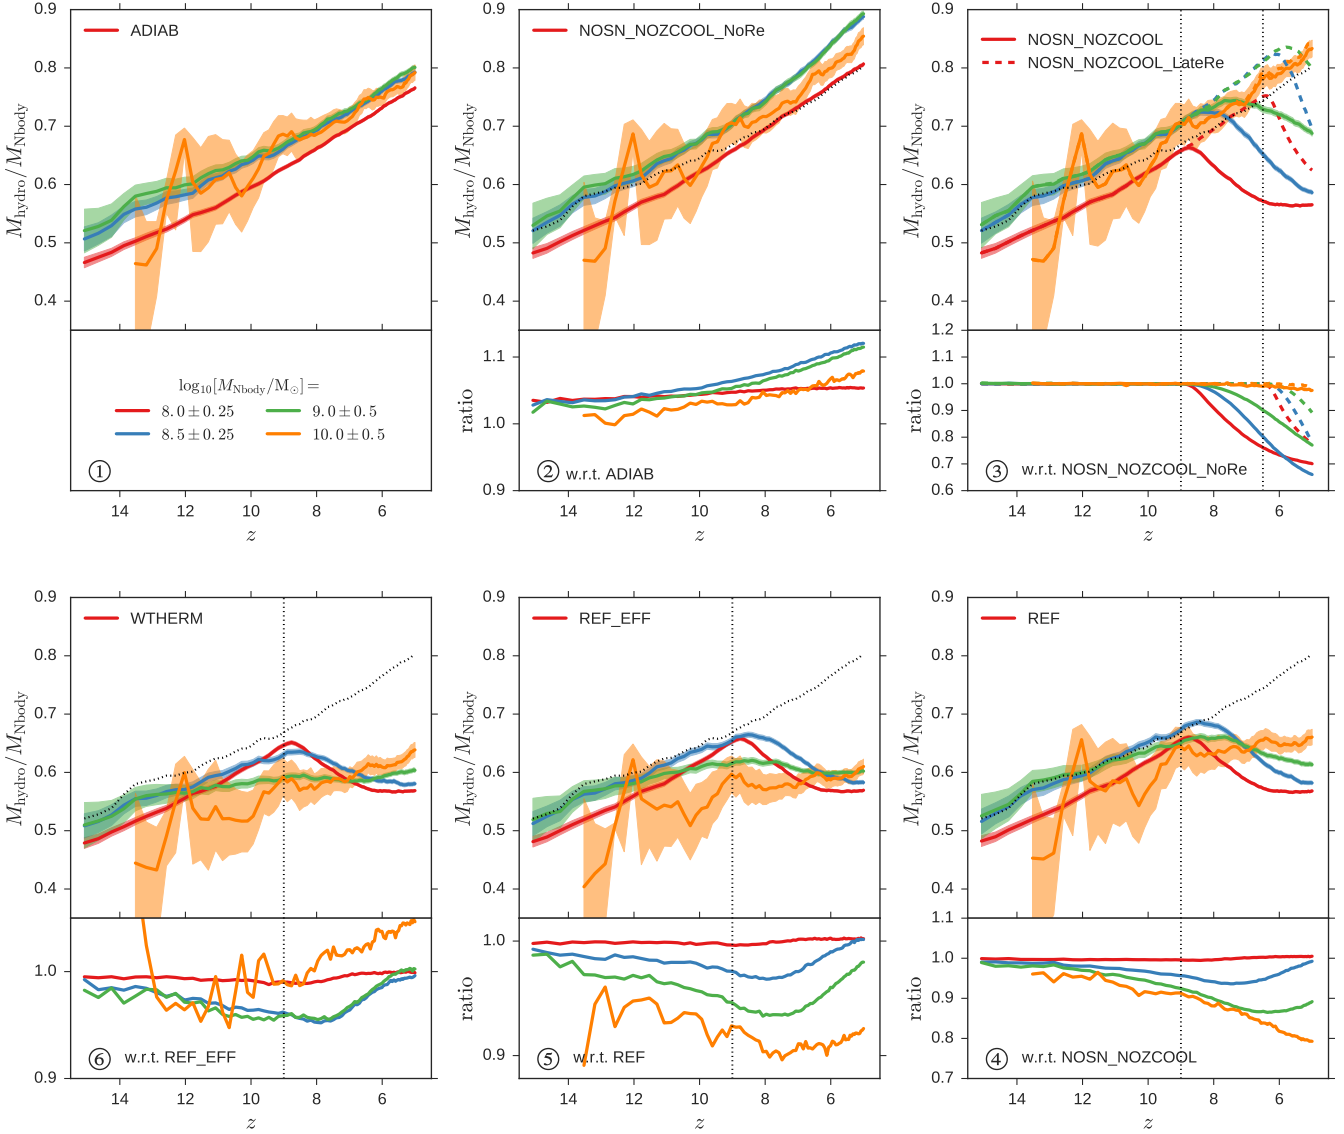 0.9
0.8
0.7
0.6
0.5
0.4
M_hydro/M_Nbody
ADIAB
log10[M_Nbody/M⊙] =
8.0 ± 0.25
9.0 ± 0.5
8.5 ± 0.25
10.0 ± 0.5
①
14 12 10 8 6
z
0.9
0.8
0.7
0.6
0.5
0.4
M_hydro/M_Nbody
NOSN_NOZCOOL_NoRe
1.1
1.0
0.9
ratio
② w.r.t. ADIAB
14 12 10 8 6
z
0.9
0.8
0.7
0.6
0.5
0.4
M_hydro/M_Nbody
NOSN_NOZCOOL
NOSN_NOZCOOL_LateRe
1.2
1.1
1.0
0.9
0.8
0.7
0.6
ratio
③ w.r.t. NOSN_NOZCOOL_NoRe
14 12 10 8 6
z
0.9
0.8
0.7
0.6
0.5
0.4
M_hydro/M_Nbody
WTHERM
1.0
0.9
⑥ w.r.t. REF_EFF
14 12 10 8 6
z
0.9
0.8
0.7
0.6
0.5
0.4
M_hydro/M_Nbody
REF_EFF
1.0
0.9
ratio
⑤ w.r.t. REF
14 12 10 8 6
z
0.9
0.8
0.7
0.6
0.5
0.4
M_hydro/M_Nbody
REF
1.1
1.0
0.9
0.8
0.7
ratio
④ w.r.t. NOSN_NOZCOOL
14 12 10 8 6
z